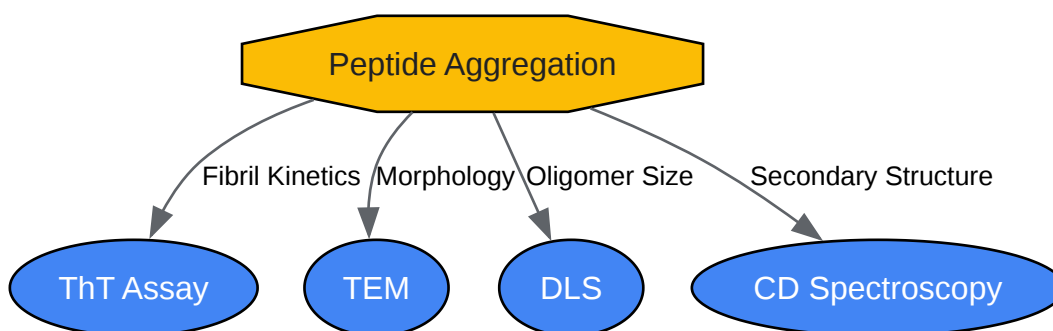 Peptide Aggregation
Fibril Kinetics
Morphology
Oligomer Size
Secondary Structure
ThT Assay
TEM
DLS
CD Spectroscopy